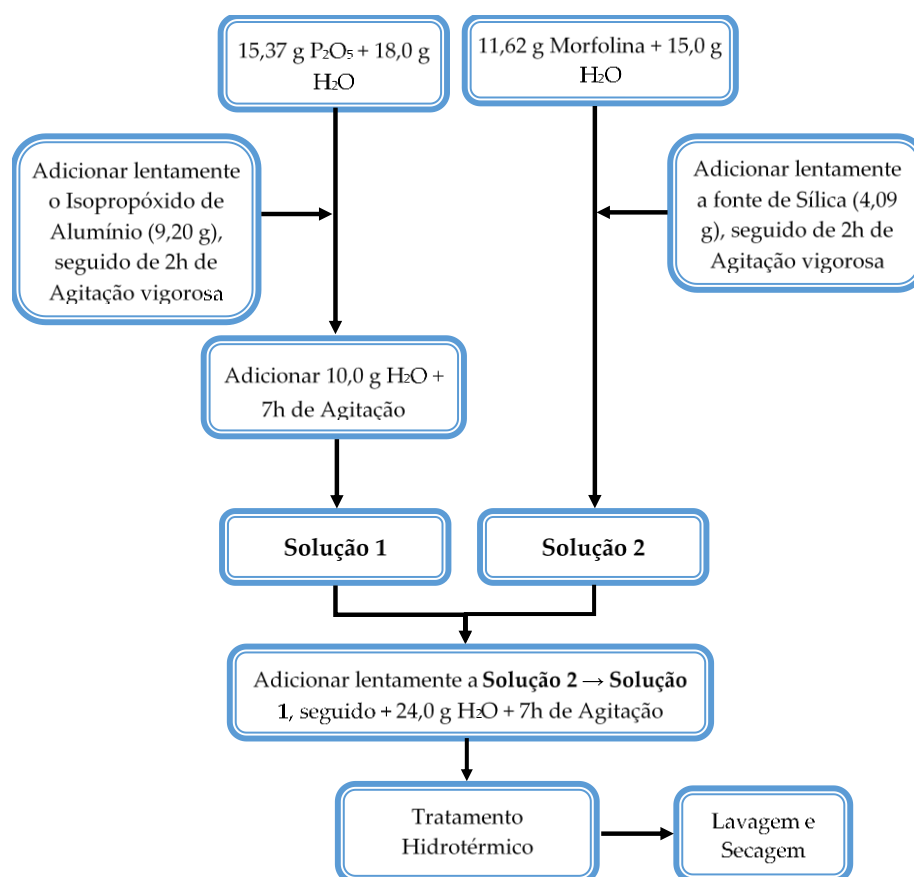 15,37 g P₂O₅ + 18,0 g
H₂O
11,62 g Morfolina + 15,0 g
H₂O
Adicionar lentamente
o Isopropóxido de
Alumínio (9,20 g),
seguido de 2h de
Agitação vigorosa
Adicionar lentamente
a fonte de Sílica (4,09
g), seguido de 2h de
Agitação vigorosa
Adicionar 10,0 g H₂O +
7h de Agitação
Solução 1
Solução 2
Adicionar lentamente a Solução 2 → Solução
1, seguido + 24,0 g H₂O + 7h de Agitação
Tratamento
Hidrotérmico
Lavagem e
Secagem